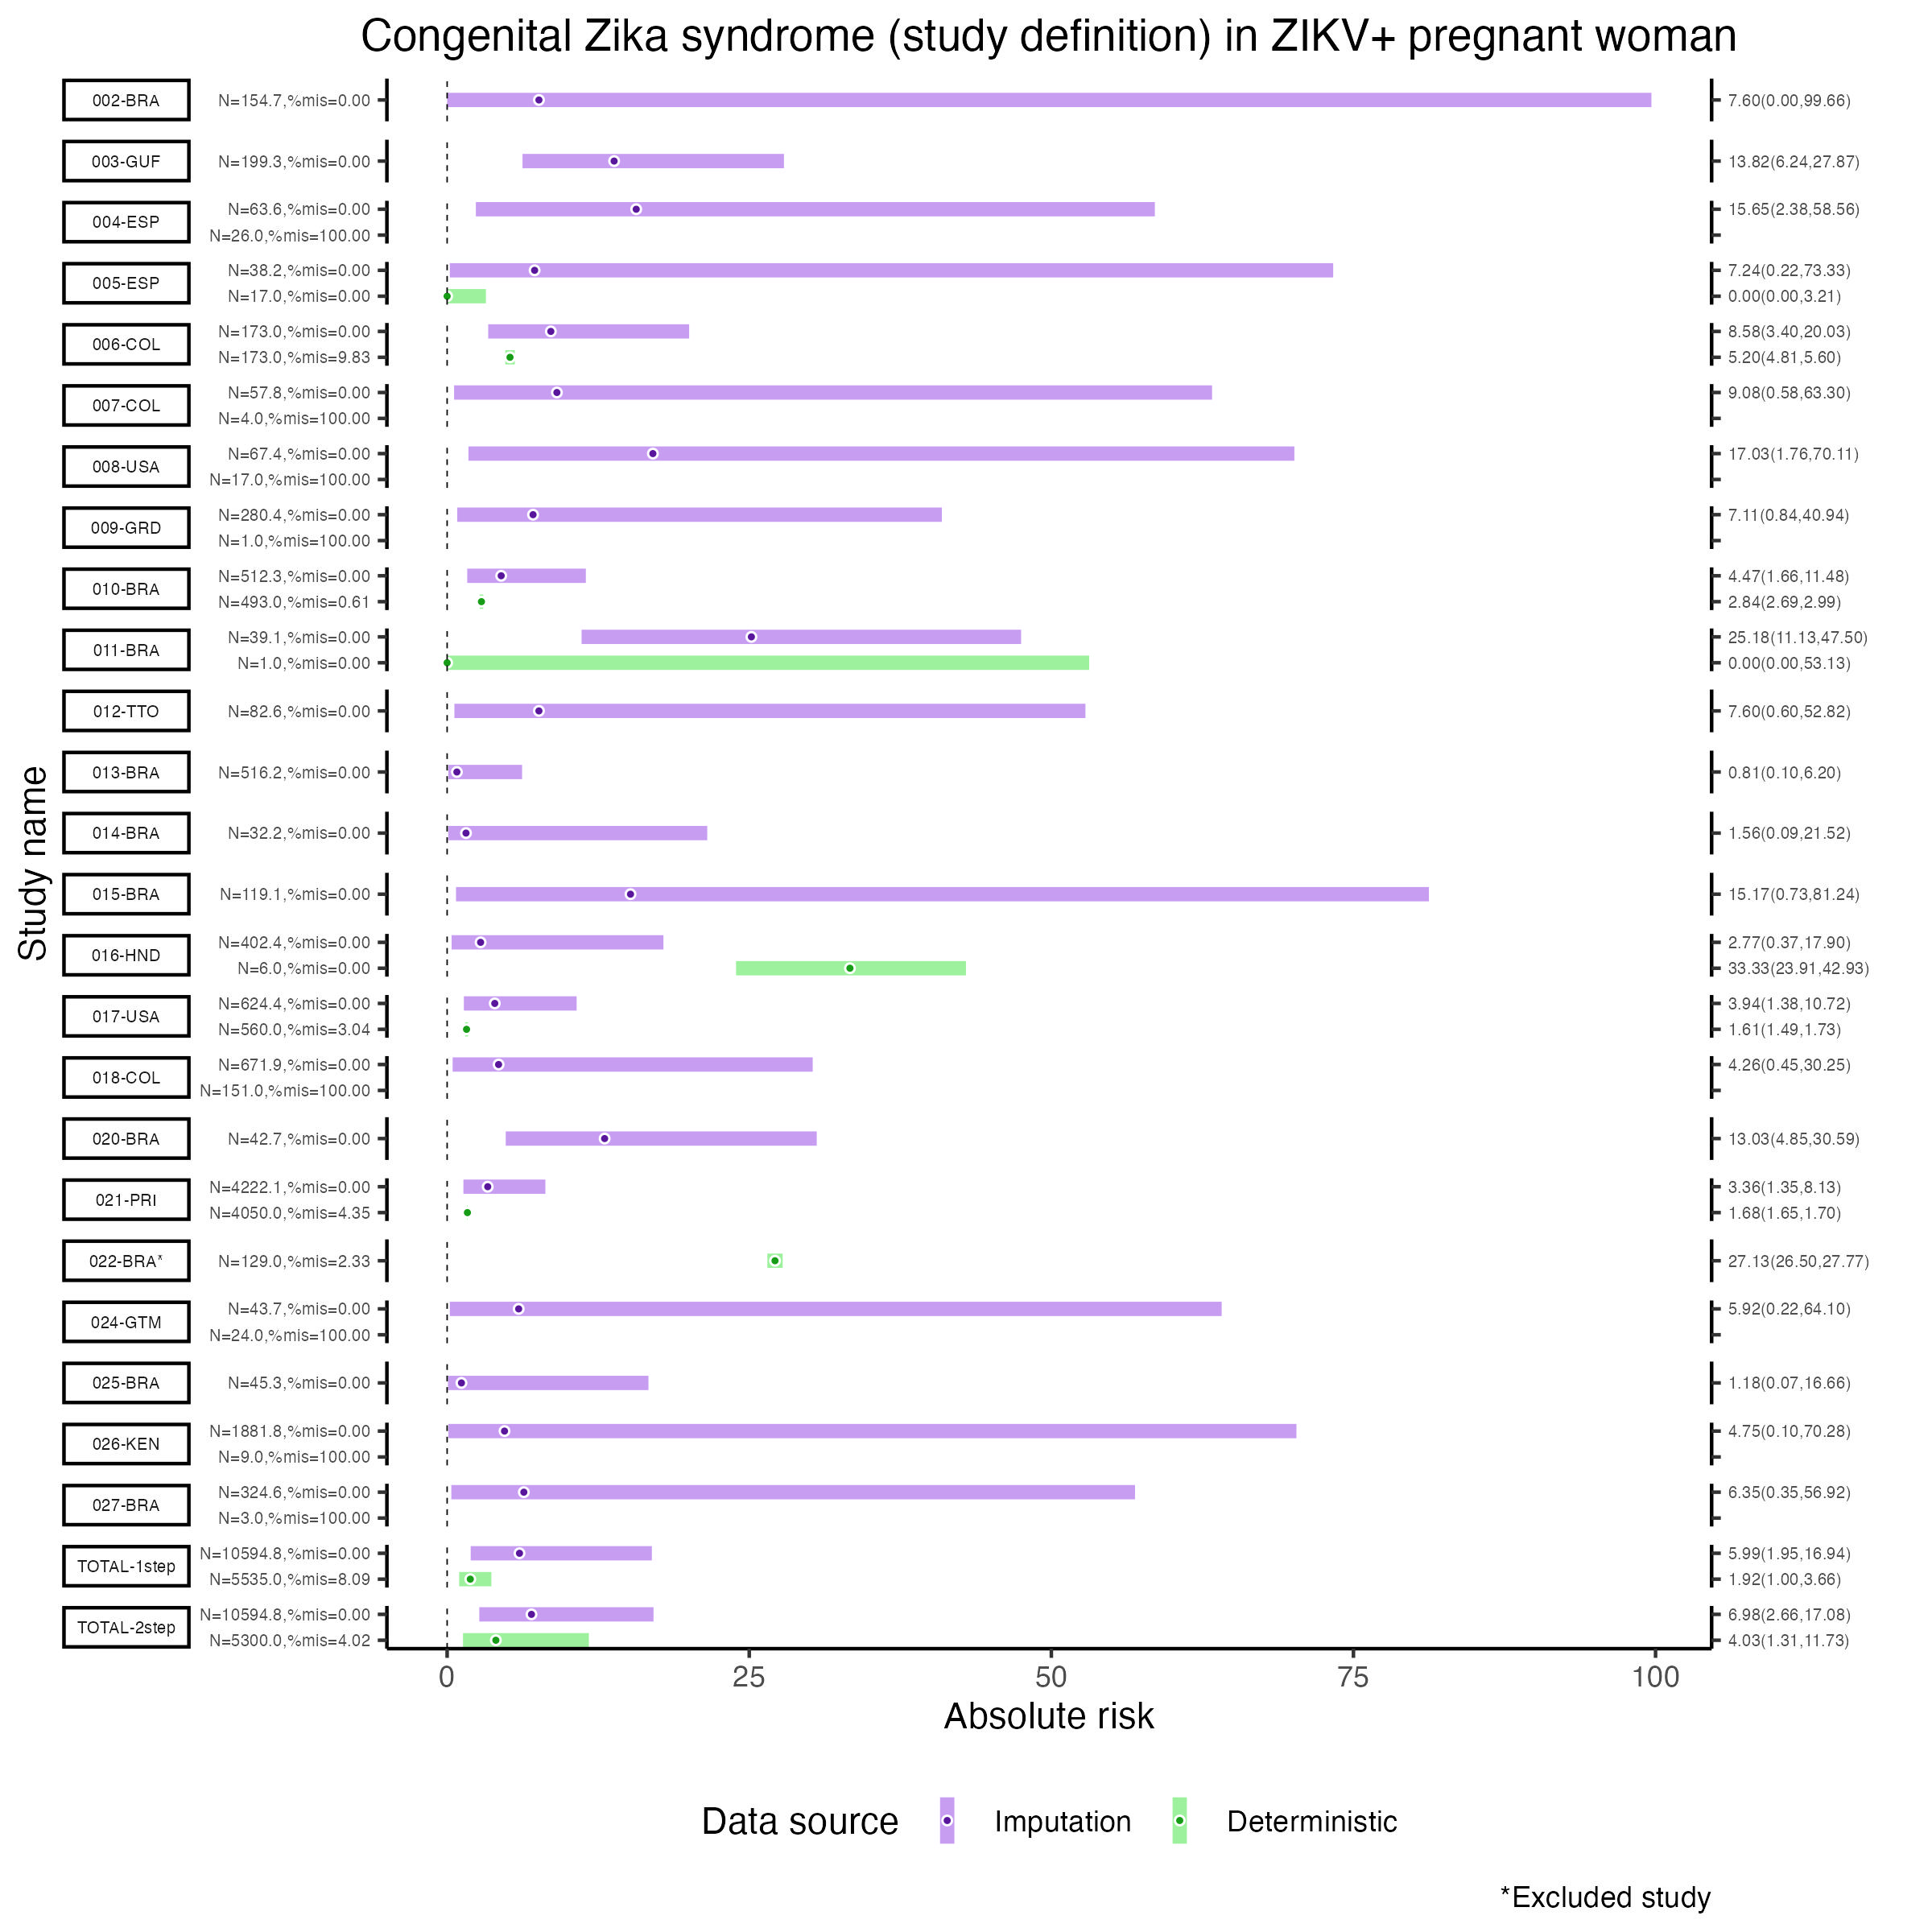 Congenital Zika syndrome (study definition) in ZIKV+ pregnant woman
Study name
002-BRA N=154.7,%mis=0.00 7.60(0.00,99.66)
003-GUF N=199.3,%mis=0.00 13.82(6.24,27.87)
004-ESP
N=63.6,%mis=0.00 15.65(2.38,58.56)
N=26.0,%mis=100.00
005-ESP
N=38.2,%mis=0.00 7.24(0.22,73.33)
N=17.0,%mis=0.00 0.00(0.00,3.21)
006-COL
N=173.0,%mis=0.00 8.58(3.40,20.03)
N=173.0,%mis=9.83 5.20(4.81,5.60)
007-COL
N=57.8,%mis=0.00 9.08(0.58,63.30)
N=4.0,%mis=100.00
008-USA
N=67.4,%mis=0.00 17.03(1.76,70.11)
N=17.0,%mis=100.00
009-GRD
N=280.4,%mis=0.00 7.11(0.84,40.94)
N=1.0,%mis=100.00
010-BRA
N=512.3,%mis=0.00 4.47(1.66,11.48)
N=493.0,%mis=0.61 2.84(2.69,2.99)
011-BRA
N=39.1,%mis=0.00 25.18(11.13,47.50)
N=1.0,%mis=0.00 0.00(0.00,53.13)
012-TTO N=82.6,%mis=0.00 7.60(0.60,52.82)
013-BRA N=516.2,%mis=0.00 0.81(0.10,6.20)
014-BRA N=32.2,%mis=0.00 1.56(0.09,21.52)
015-BRA N=119.1,%mis=0.00 15.17(0.73,81.24)
016-HND
N=402.4,%mis=0.00 2.77(0.37,17.90)
N=6.0,%mis=0.00 33.33(23.91,42.93)
017-USA
N=624.4,%mis=0.00 3.94(1.38,10.72)
N=560.0,%mis=3.04 1.61(1.49,1.73)
018-COL
N=671.9,%mis=0.00 4.26(0.45,30.25)
N=151.0,%mis=100.00
020-BRA N=42.7,%mis=0.00 13.03(4.85,30.59)
021-PRI
N=4222.1,%mis=0.00 3.36(1.35,8.13)
N=4050.0,%mis=4.35 1.68(1.65,1.70)
022-BRA* N=129.0,%mis=2.33 27.13(26.50,27.77)
024-GTM
N=43.7,%mis=0.00 5.92(0.22,64.10)
N=24.0,%mis=100.00
025-BRA N=45.3,%mis=0.00 1.18(0.07,16.66)
026-KEN
N=1881.8,%mis=0.00 4.75(0.10,70.28)
N=9.0,%mis=100.00
027-BRA
N=324.6,%mis=0.00 6.35(0.35,56.92)
N=3.0,%mis=100.00
TOTAL-1step
N=10594.8,%mis=0.00 5.99(1.95,16.94)
N=5535.0,%mis=8.09 1.92(1.00,3.66)
TOTAL-2step
N=10594.8,%mis=0.00 6.98(2.66,17.08)
N=5300.0,%mis=4.02 4.03(1.31,11.73)
0 25 50 75 100
Absolute risk
Data source Imputation Deterministic
*Excluded study